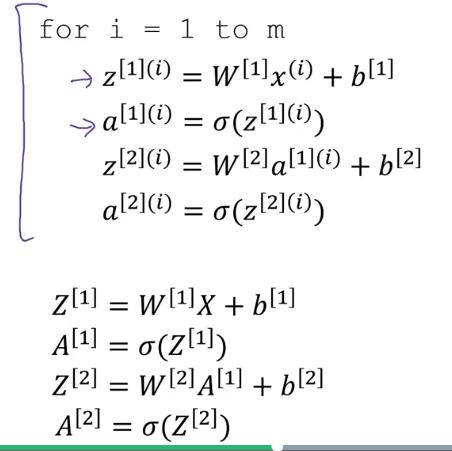 for i = 1 to m
z^[1](i) = W^[1]x^(i) + b^[1]
a^[1](i) = σ(z^[1](i))
z^[2](i) = W^[2]a^[1](i) + b^[2]
a^[2](i) = σ(z^[2](i))
Z^[1] = W^[1]X + b^[1]
A^[1] = σ(Z^[1])
Z^[2] = W^[2]A^[1] + b^[2]
A^[2] = σ(Z^[2])